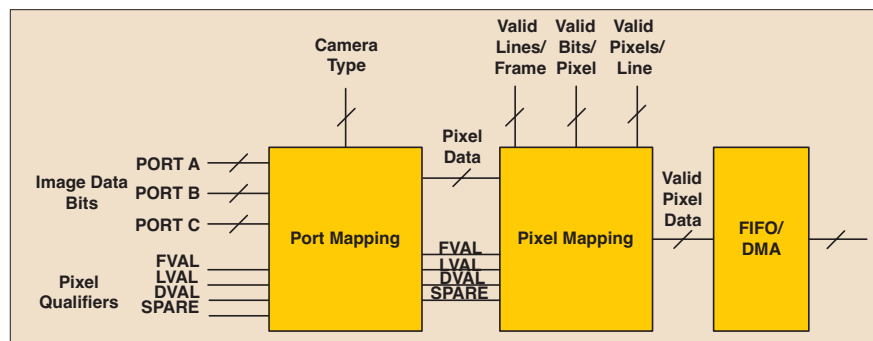 Camera
Type
Valid
Lines/
Frame
Valid
Bits/
Pixel
Valid
Pixels/
Line
Image Data
Bits
PORT A
PORT B
PORT C
Pixel
Qualifiers
FVAL
LVAL
DVAL
SPARE
Port Mapping
Pixel
Data
FVAL
LVAL
DVAL
SPARE
Pixel Mapping
Valid
Pixel
Data
FIFO/
DMA